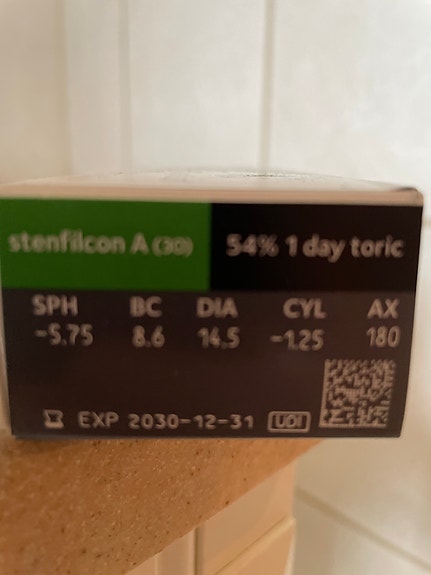 stenfilcon A (30) 54% 1 day toric
SPH BC DIA CYL AX
-5.75 8.6 14.5 -1.25 180
EXP 2030-12-31 UDI